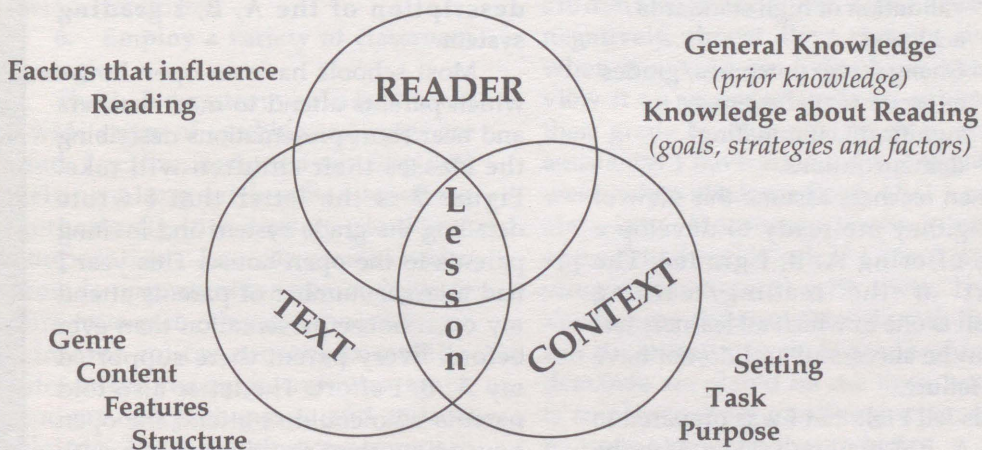 Factors that influence
Reading
READER
General Knowledge
(prior knowledge)
Knowledge about Reading
(goals, strategies and factors)
Lesson
TEXT
CONTEXT
Genre
Content
Features
Structure
Setting
Task
Purpose